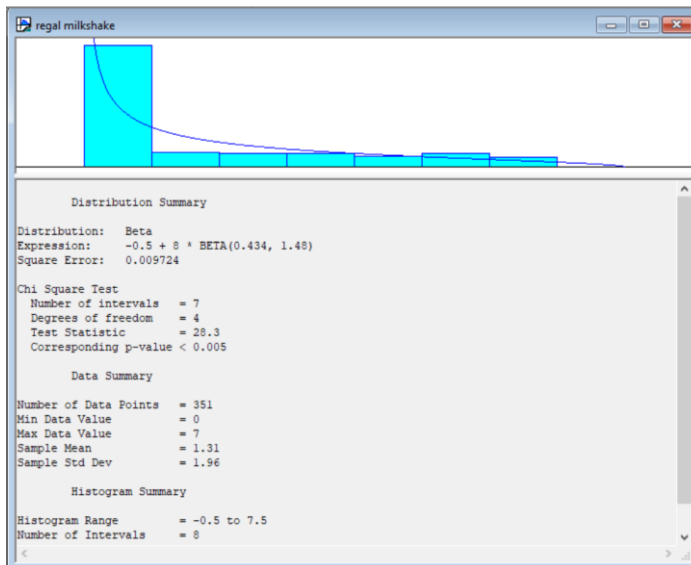 regal milkshake
Distribution Summary
Distribution: Beta
Expression: -0.5 + 8 * BETA(0.434, 1.48)
Square Error: 0.009724
Chi Square Test
Number of intervals = 7
Degrees of freedom = 4
Test Statistic = 28.3
Corresponding p-value < 0.005
Data Summary
Number of Data Points = 351
Min Data Value = 0
Max Data Value = 7
Sample Mean = 1.31
Sample Std Dev = 1.96
Histogram Summary
Histogram Range = -0.5 to 7.5
Number of Intervals = 8